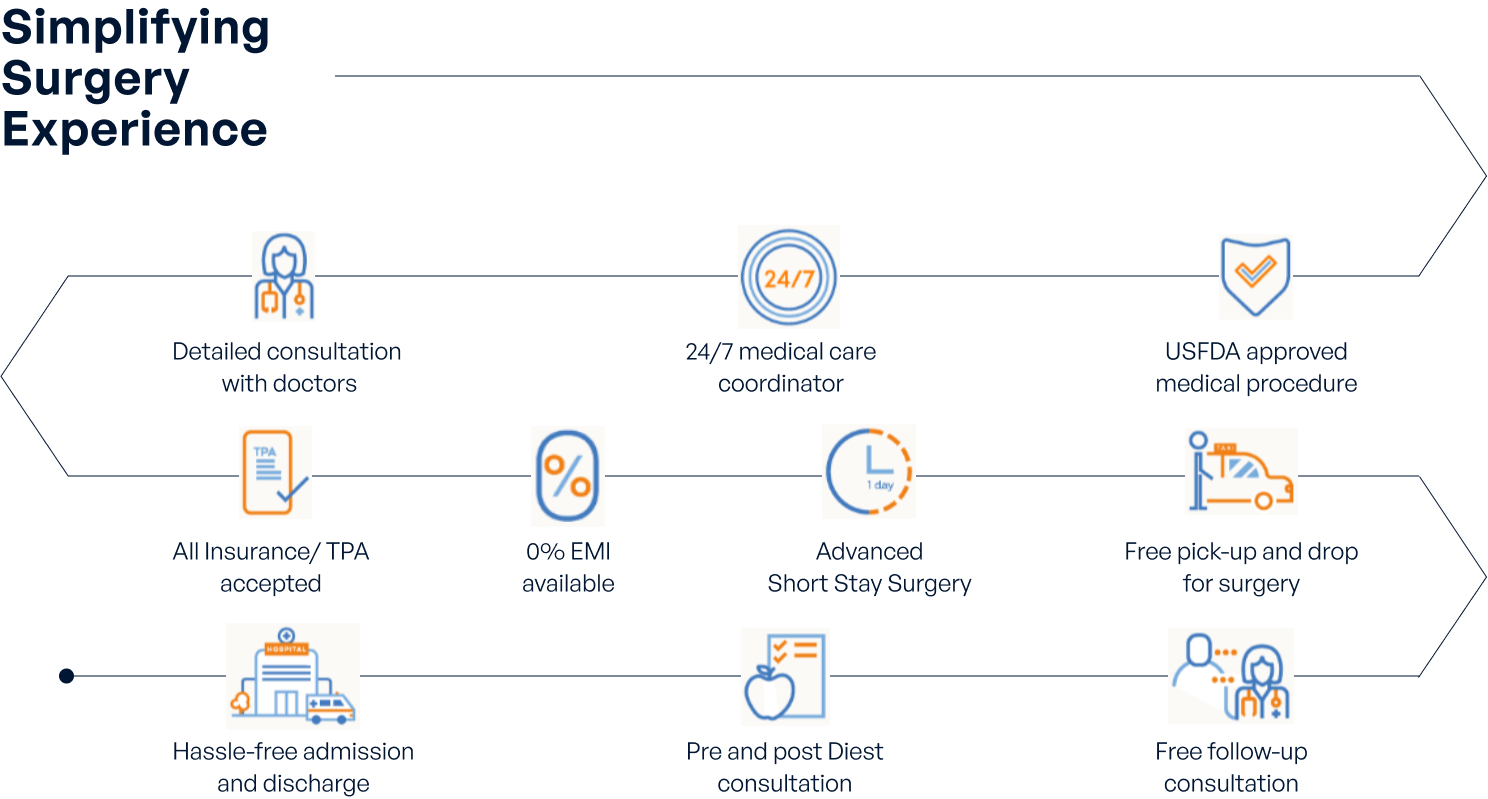 Simplifying
Surgery
Experience
24/7
Detailed consultation
with doctors
24/7 medical care
coordinator
USFDA approved
medical procedure
TPA
%
1 day
TAXI
All Insurance/ TPA
accepted
0% EMI
available
Advanced
Short Stay Surgery
Free pick-up and drop
for surgery
HOSPITAL
Hassle-free admission
and discharge
Pre and post Diest
consultation
Free follow-up
consultation